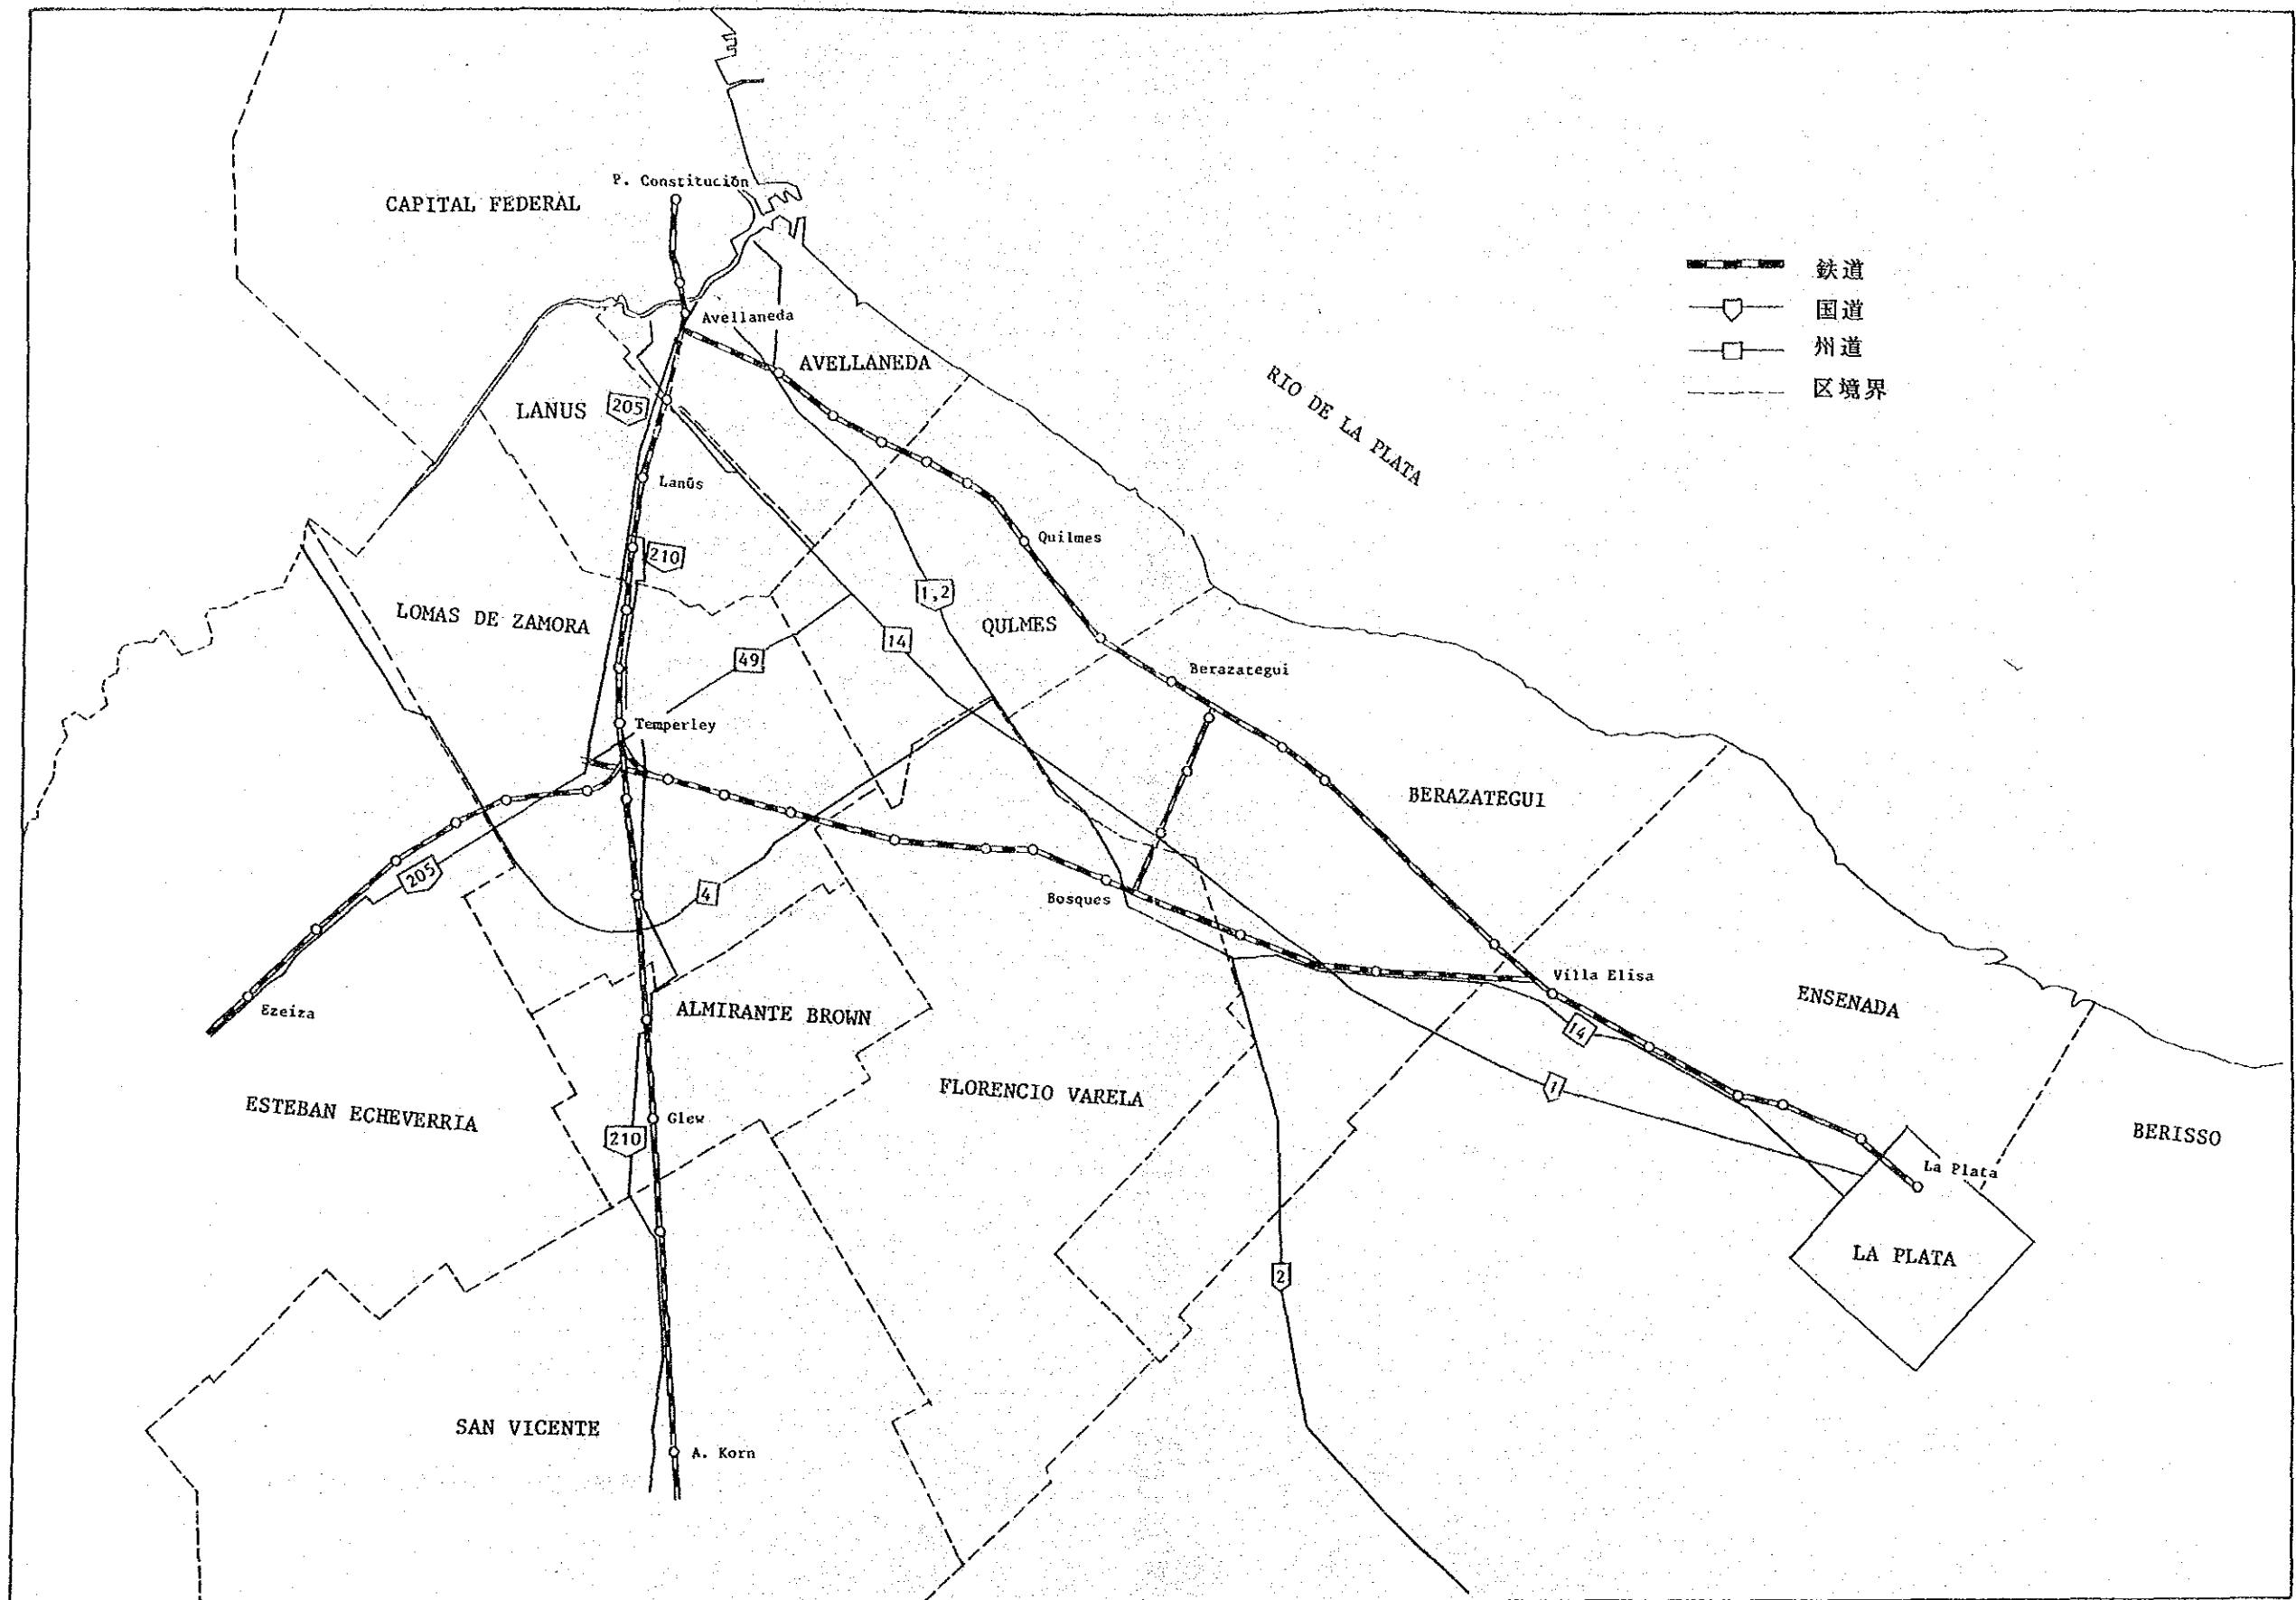 P. Constitución
CAPITAL FEDERAL
鉄道
国道
州道
区境界
Avellaneda
AVELLANEDA
RIO DE LA PLATA
LANUS
205
Lanús
Quilmes
210
1,2
LOMAS DE ZAMORA
QULMES
14
49
Berazategui
Temperley
BERAZATEGUI
205
4
Bosques
Villa Elisa
Ezeiza
ALMIRANTE BROWN
ENSENADA
14
ESTEBAN ECHEVERRIA
FLORENCIO VARELA
1
Glew
210
BERISSO
La Plata
LA PLATA
2
SAN VICENTE
A. Korn